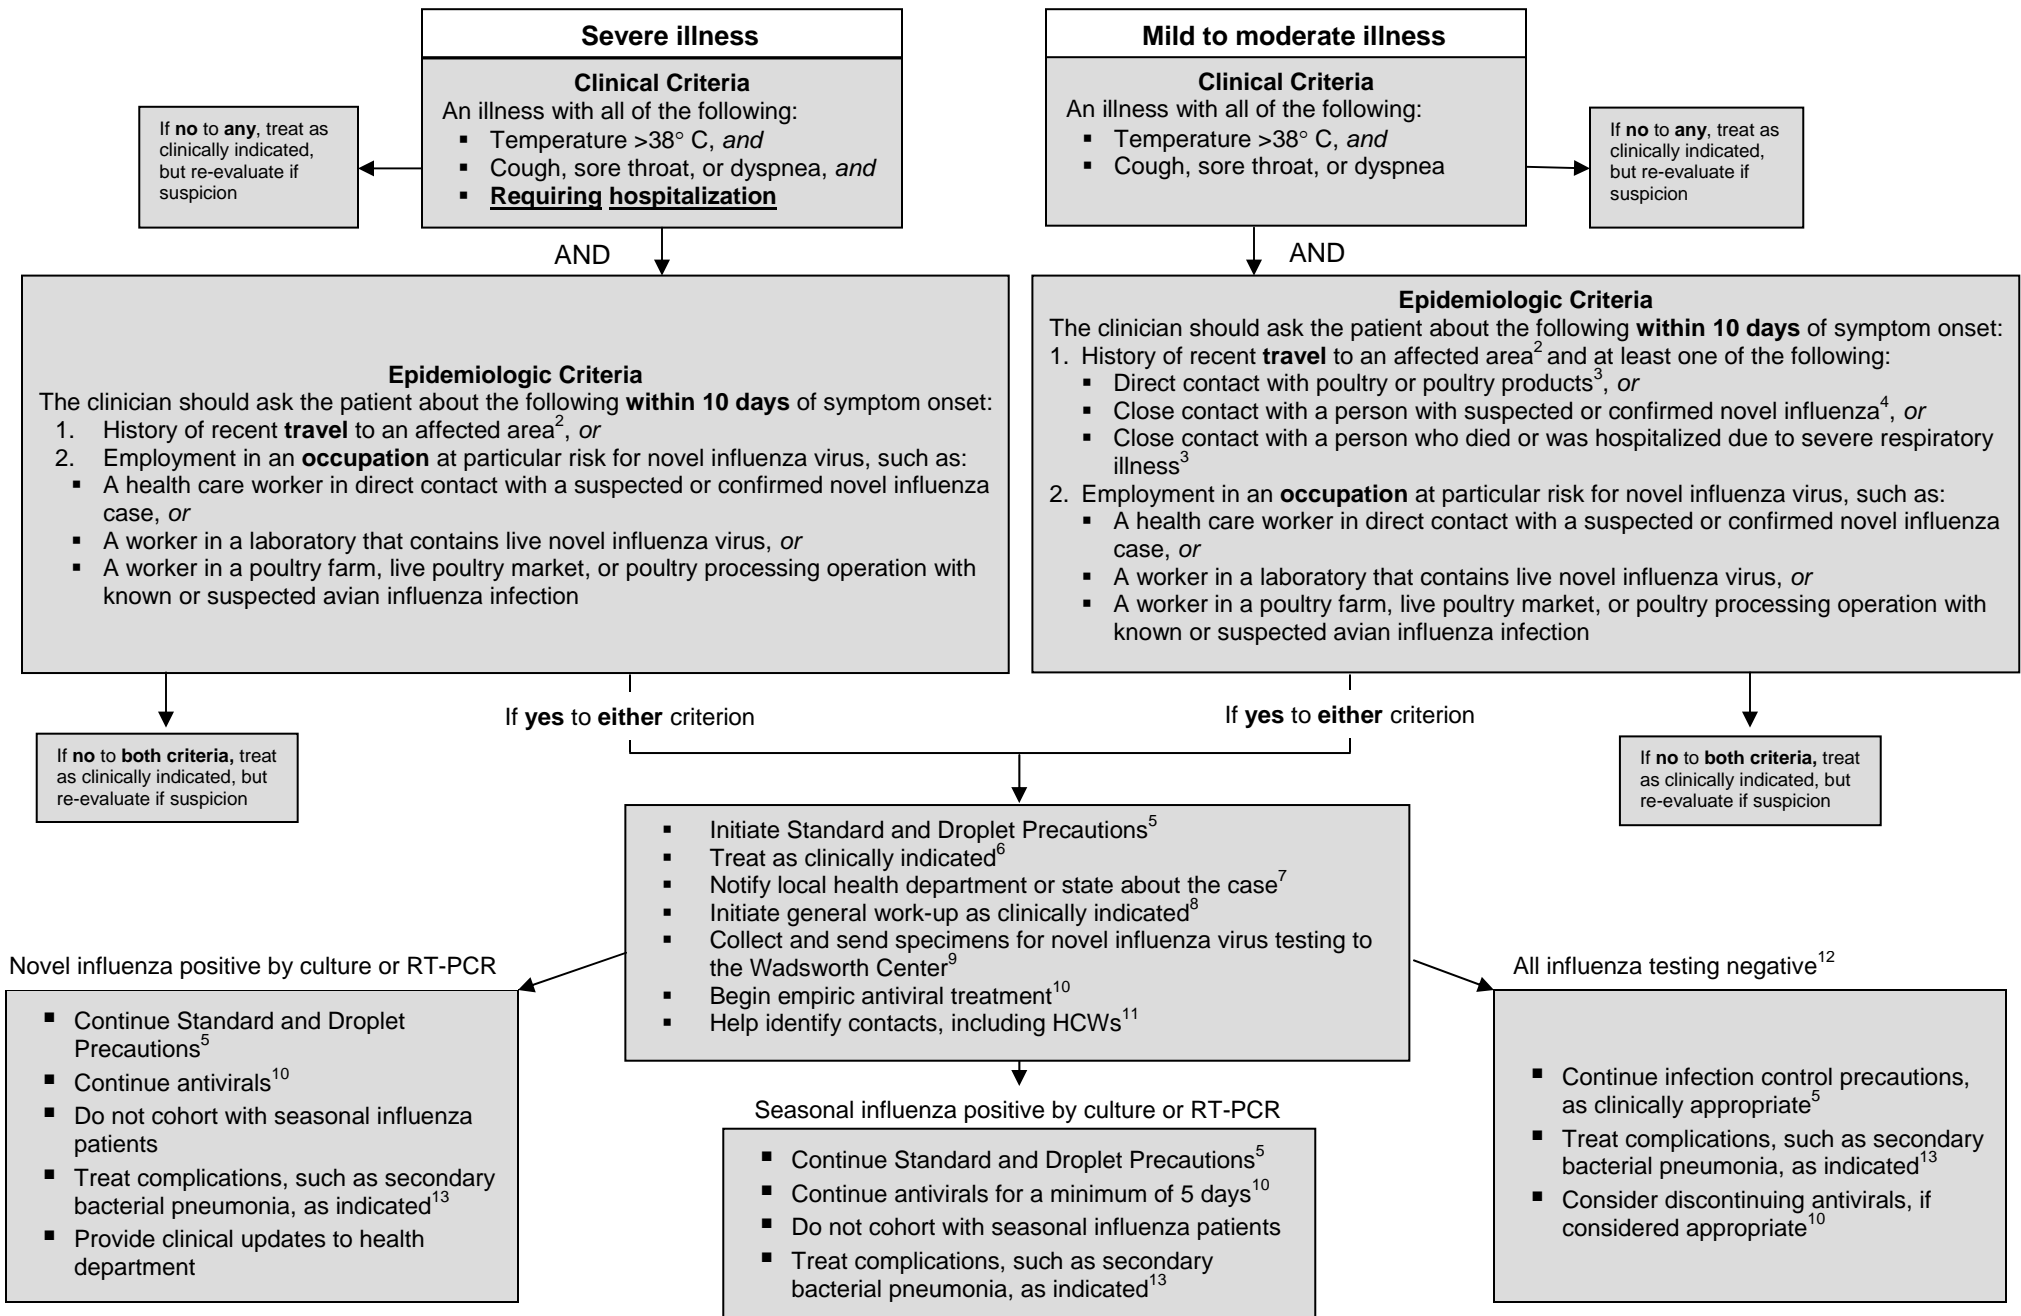 Severe illness
Clinical Criteria
An illness with all of the following:
▪ Temperature >38° C, and
▪ Cough, sore throat, or dyspnea, and
▪ Requiring hospitalization
If no to any, treat as
clinically indicated,
but re-evaluate if
suspicion
Mild to moderate illness
Clinical Criteria
An illness with all of the following:
▪ Temperature >38° C, and
▪ Cough, sore throat, or dyspnea
If no to any, treat as
clinically indicated,
but re-evaluate if
suspicion
AND
AND
Epidemiologic Criteria
The clinician should ask the patient about the following within 10 days of symptom onset:
1. History of recent travel to an affected area², or
2. Employment in an occupation at particular risk for novel influenza virus, such as:
▪ A health care worker in direct contact with a suspected or confirmed novel influenza
case, or
▪ A worker in a laboratory that contains live novel influenza virus, or
▪ A worker in a poultry farm, live poultry market, or poultry processing operation with
known or suspected avian influenza infection
Epidemiologic Criteria
The clinician should ask the patient about the following within 10 days of symptom onset:
1. History of recent travel to an affected area² and at least one of the following:
▪ Direct contact with poultry or poultry products³, or
▪ Close contact with a person with suspected or confirmed novel influenza⁴, or
▪ Close contact with a person who died or was hospitalized due to severe respiratory
illness³
2. Employment in an occupation at particular risk for novel influenza virus, such as:
▪ A health care worker in direct contact with a suspected or confirmed novel influenza
case, or
▪ A worker in a laboratory that contains live novel influenza virus, or
▪ A worker in a poultry farm, live poultry market, or poultry processing operation with
known or suspected avian influenza infection
If yes to either criterion
If yes to either criterion
If no to both criteria, treat
as clinically indicated, but
re-evaluate if suspicion
If no to both criteria, treat
as clinically indicated, but
re-evaluate if suspicion
▪ Initiate Standard and Droplet Precautions⁵
▪ Treat as clinically indicated⁶
▪ Notify local health department or state about the case⁷
▪ Initiate general work-up as clinically indicated⁸
▪ Collect and send specimens for novel influenza virus testing to
the Wadsworth Center⁹
▪ Begin empiric antiviral treatment¹⁰
▪ Help identify contacts, including HCWs¹¹
Novel influenza positive by culture or RT-PCR
▪ Continue Standard and Droplet
Precautions⁵
▪ Continue antivirals¹⁰
▪ Do not cohort with seasonal influenza
patients
▪ Treat complications, such as secondary
bacterial pneumonia, as indicated¹³
▪ Provide clinical updates to health
department
Seasonal influenza positive by culture or RT-PCR
▪ Continue Standard and Droplet Precautions⁵
▪ Continue antivirals for a minimum of 5 days¹⁰
▪ Do not cohort with seasonal influenza patients
▪ Treat complications, such as secondary
bacterial pneumonia, as indicated¹³
All influenza testing negative¹²
▪ Continue infection control precautions,
as clinically appropriate⁵
▪ Treat complications, such as secondary
bacterial pneumonia, as indicated¹³
▪ Consider discontinuing antivirals, if
considered appropriate¹⁰